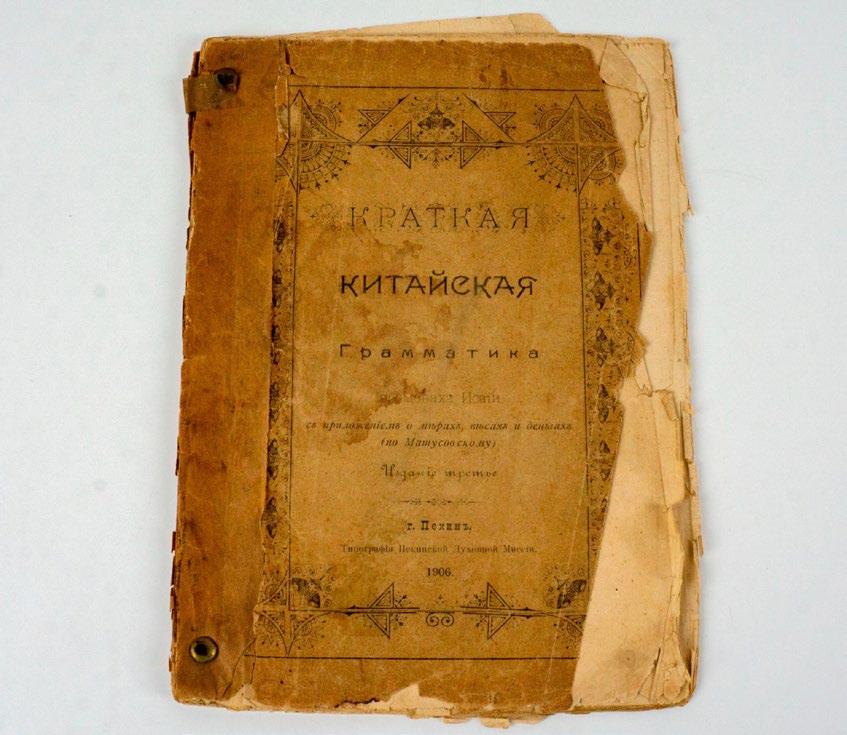 КРАТКАЯ
КИТАЙСКАЯ
Грамматика
Исаіи
съ приложеніемъ о мѣрахъ, вѣсахъ и деньгахъ
(по Матусовскому)
Изданіе третье
г. Пекинъ.
Типографія Пекинской Духовной Миссіи.
1906.